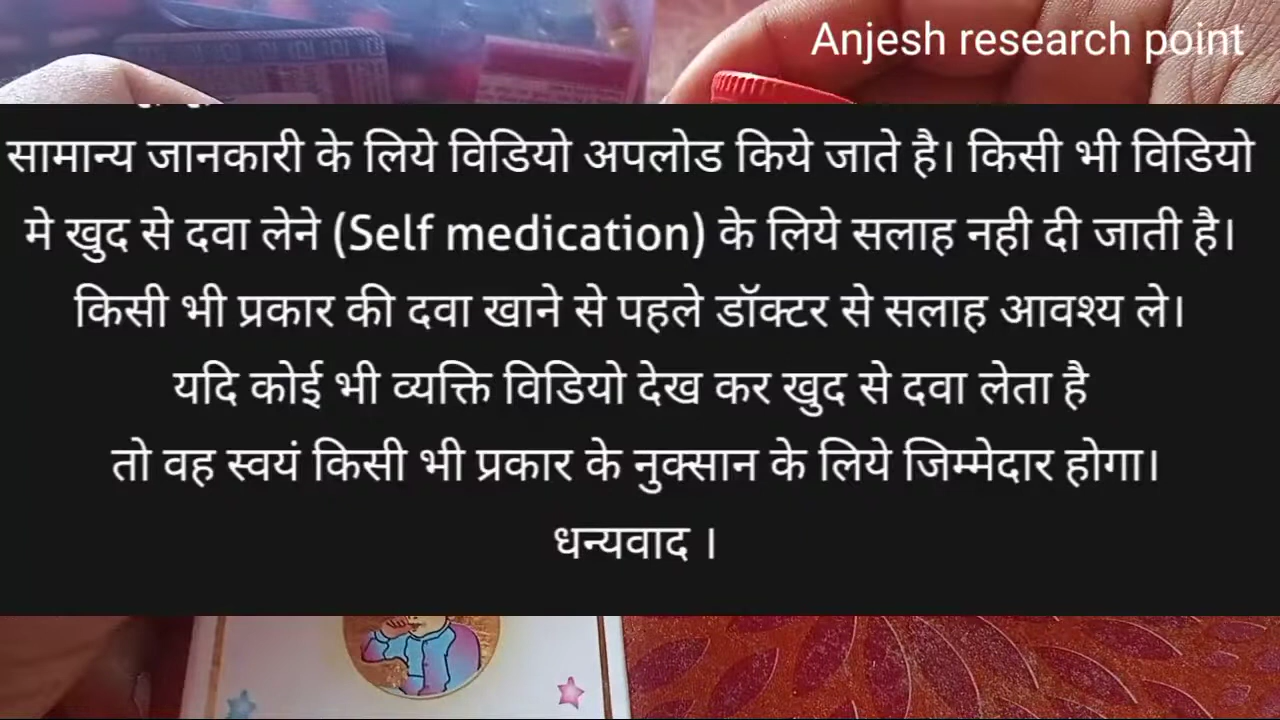 Anjesh research point
सामान्य जानकारी के लिये विडियो अपलोड किये जाते है। किसी भी विडियो
मे खुद से दवा लेने (Self medication) के लिये सलाह नही दी जाती है।
किसी भी प्रकार की दवा खाने से पहले डॉक्टर से सलाह आवश्य ले।
यदि कोई भी व्यक्ति विडियो देख कर खुद से दवा लेता है
तो वह स्वयं किसी भी प्रकार के नुक्सान के लिये जिम्मेदार होगा।
धन्यवाद ।